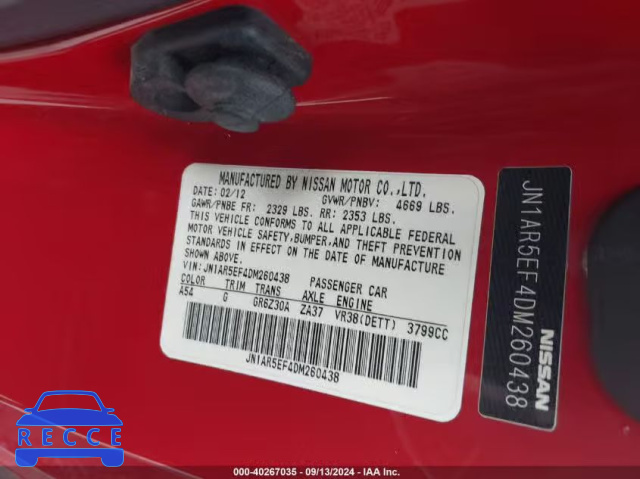 MANUFACTURED BY NISSAN MOTOR CO.,LTD.
DATE: 02/12 GVWR/PNBV: 4669 LBS.
GAWR/PNBE FR: 2329 LBS. RR: 2353 LBS.
THIS VEHICLE CONFORMS TO ALL APPLICABLE FEDERAL
MOTOR VEHICLE SAFETY,BUMPER,AND THEFT PREVENTION
STANDARDS IN EFFECT ON THE DATE OF MANUFACTURE
SHOWN ABOVE.
VIN: JN1AR5EF4DM260438 PASSENGER CAR
COLOR TRIM TRANS AXLE ENGINE
A54 G GR6Z30A ZA37 VR38(DETT) 3799CC
JN1AR5EF4DM260438
JN1AR5EF4DM260438
NISSAN
RECCE
000-40267035 - 09/13/2024 - IAA Inc.